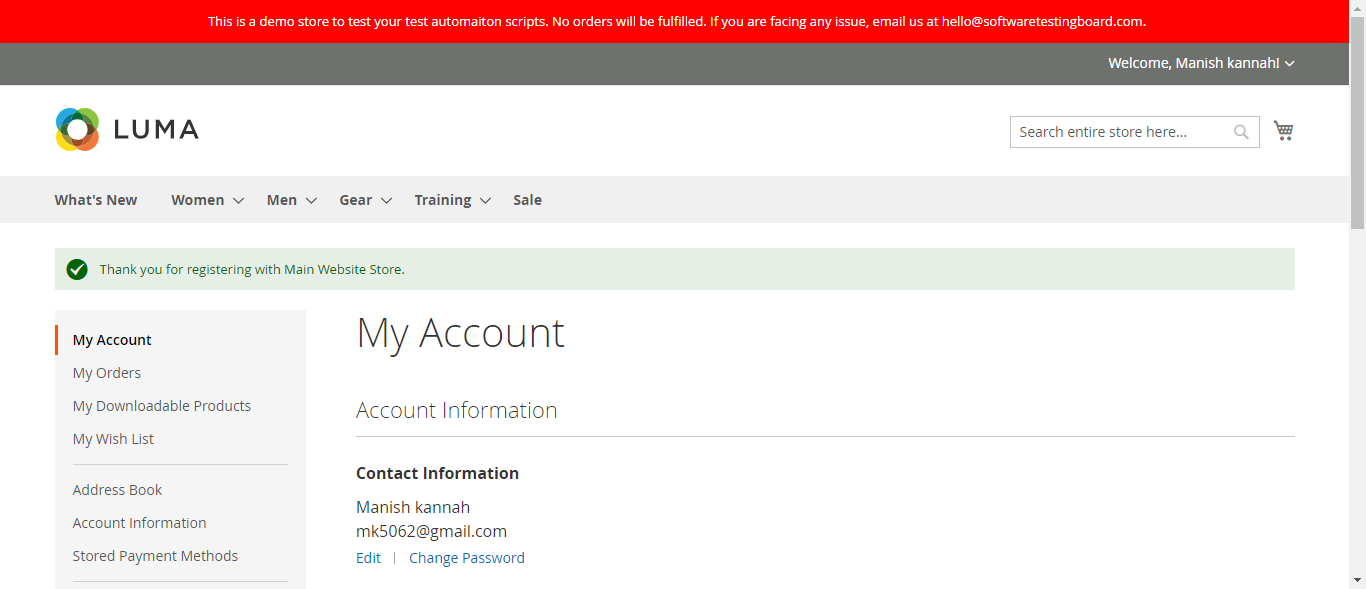 This is a demo store to test your test automaiton scripts. No orders will be fulfilled. If you are facing any issue, email us at hello@softwaretestingboard.com.
Welcome, Manish kannah!
LUMA
Search entire store here...
What's New Women Men Gear Training Sale
Thank you for registering with Main Website Store.
My Account
My Orders
My Downloadable Products
My Wish List
Address Book
Account Information
Stored Payment Methods
My Account
Account Information
Contact Information
Manish kannah
mk5062@gmail.com
Edit | Change Password